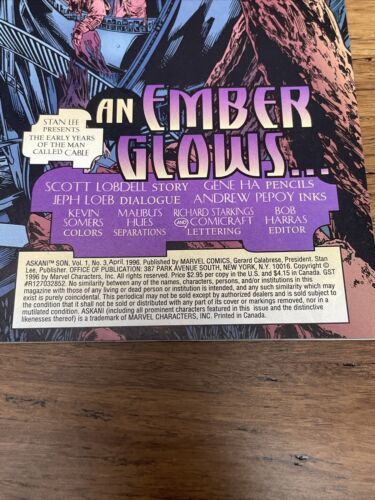 AN EMBER
GLOWS...
STAN LEE
PRESENTS
THE EARLY YEARS
OF THE MAN
CALLED CABLE
SCOTT LOBDELL STORY GENE HA PENCILS
JEPH LOEB DIALOGUE ANDREW PEPOY INKS
KEVIN SOMERS COLORS
MALIBU'S HUES SEPARATIONS
RICHARD STARKINGS AND COMICRAFT LETTERING
BOB HARRAS EDITOR
ASKANI™ SON. Vol. 1, No. 3, April, 1996. Published by MARVEL COMICS, Gerard Calabrese, President. Stan
Lee, Publisher. OFFICE OF PUBLICATION: 387 PARK AVENUE SOUTH, NEW YORK, N.Y. 10016. Copyright ©
1996 by Marvel Characters, Inc. All rights reserved. Price $2.95 per copy in the U.S. and $4.15 in Canada. GST
#R127032852. No similarity between any of the names, characters, persons, and/or institutions in this
magazine with those of any living or dead person or institution is intended, and any such similarity which may
exist is purely coincidental. This periodical may not be sold except by authorized dealers and is sold subject to
the condition that it shall not be sold or distributed with any part of its cover or markings removed, nor in a
mutilated condition. ASKANI (including all prominent characters featured in this issue and the distinctive
likenesses thereof) is a trademark of MARVEL CHARACTERS, INC. Printed in Canada.